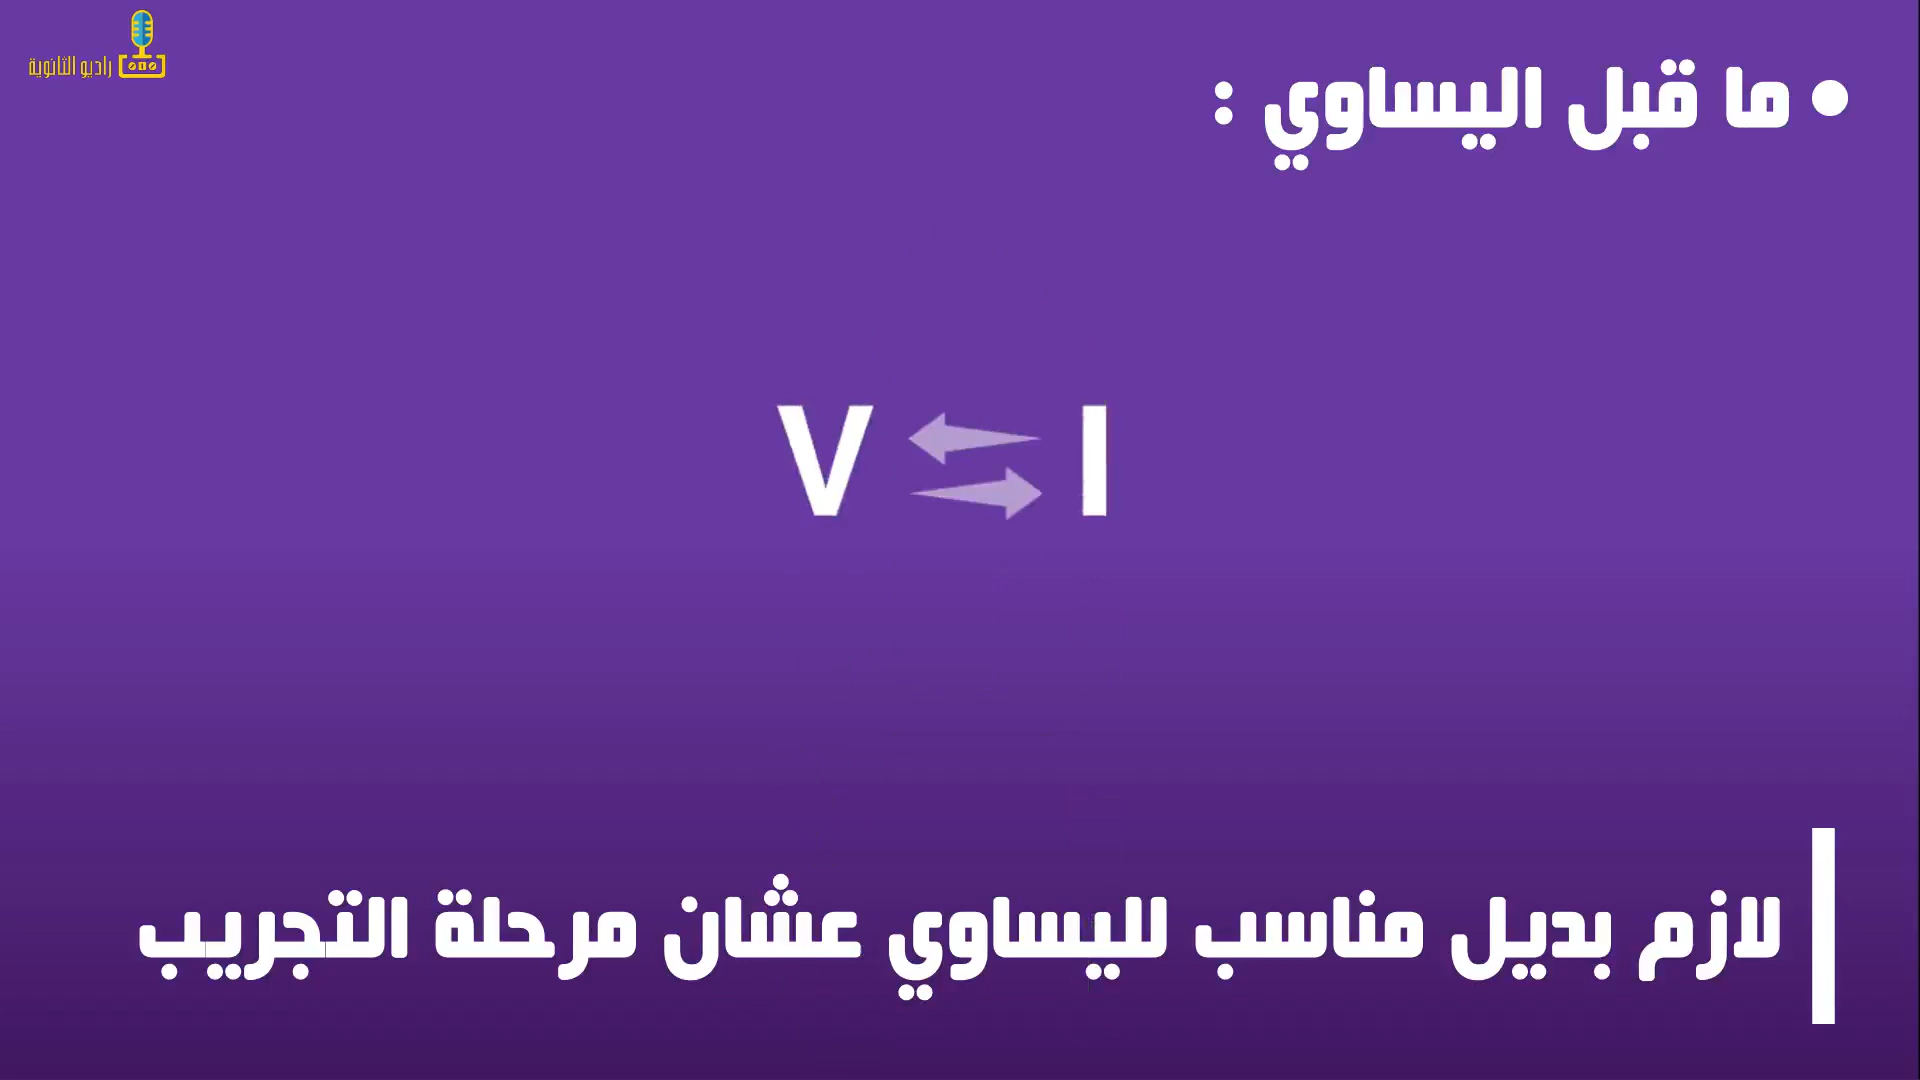 راديو الثانوية
• ما قبل اليساوي :
V ⇆ I
لازم بديل مناسب لليساوي عشان مرحلة التجريب